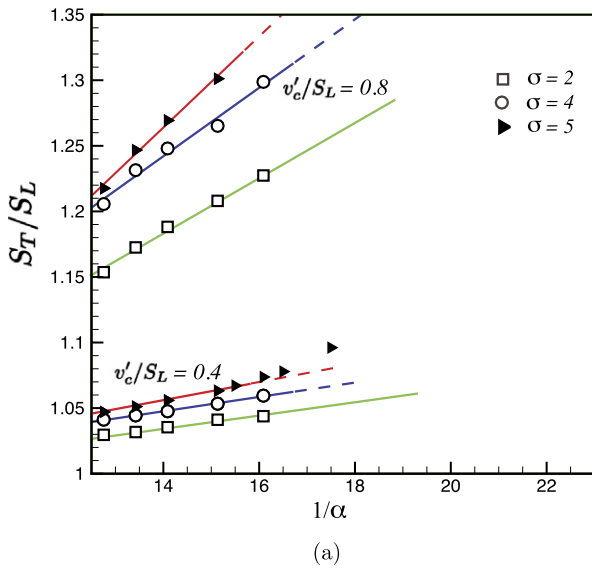 1.35
1.3
1.25
1.2
1.15
1.1
1.05
1
S_T/S_L
v'_c/S_L = 0.8
v'_c/S_L = 0.4
σ = 2
σ = 4
σ = 5
14 16 18 20 22
1/α
(a)